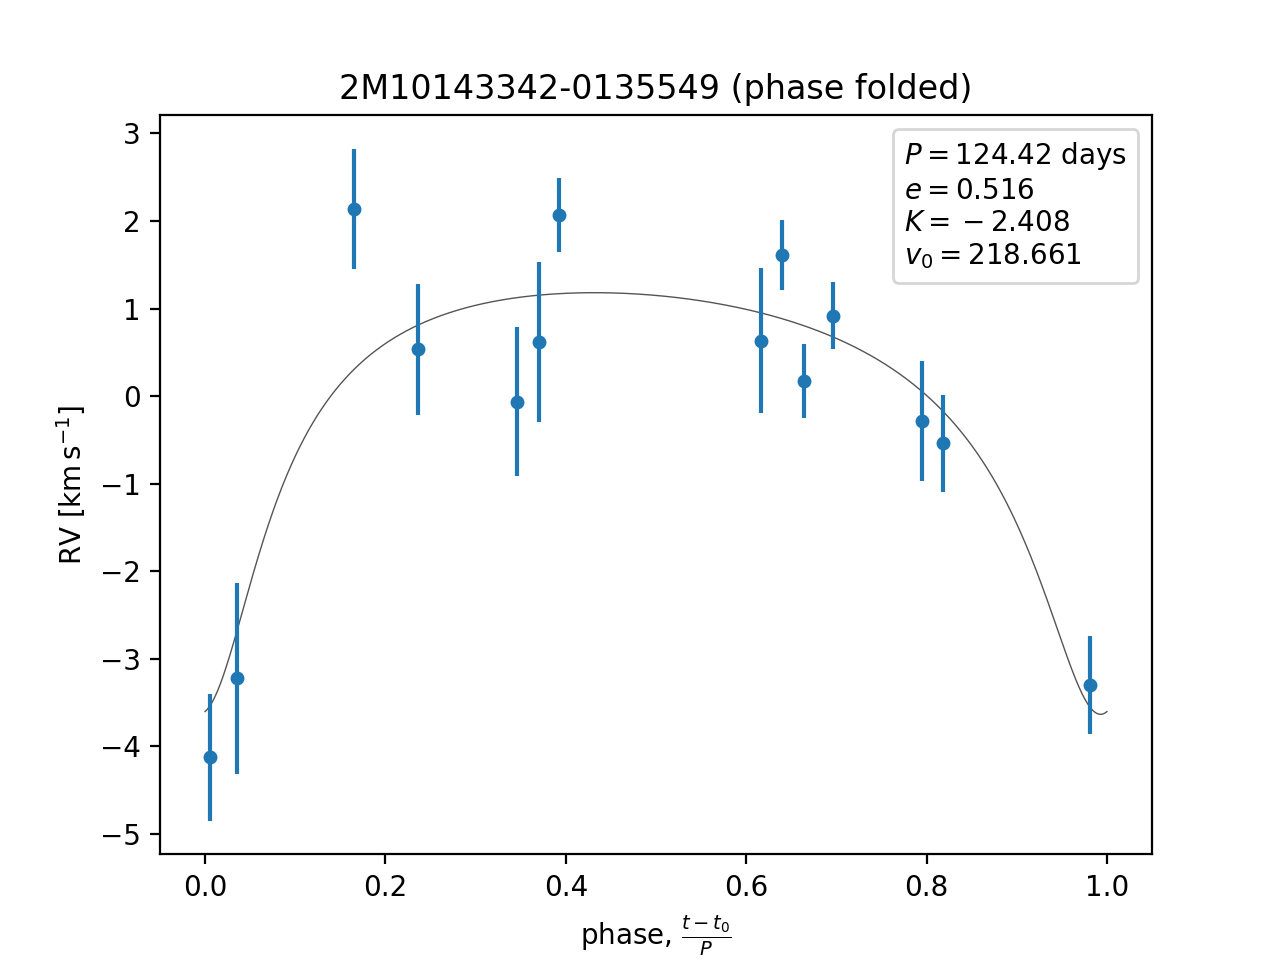 2M10143342-0135549 (phase folded)
P = 124.42 days
e = 0.516
K = −2.408
v₀ = 218.661
3
2
1
0
−1
−2
−3
−4
−5
RV [km s⁻¹]
0.0 0.2 0.4 0.6 0.8 1.0
phase, (t − t₀)/P